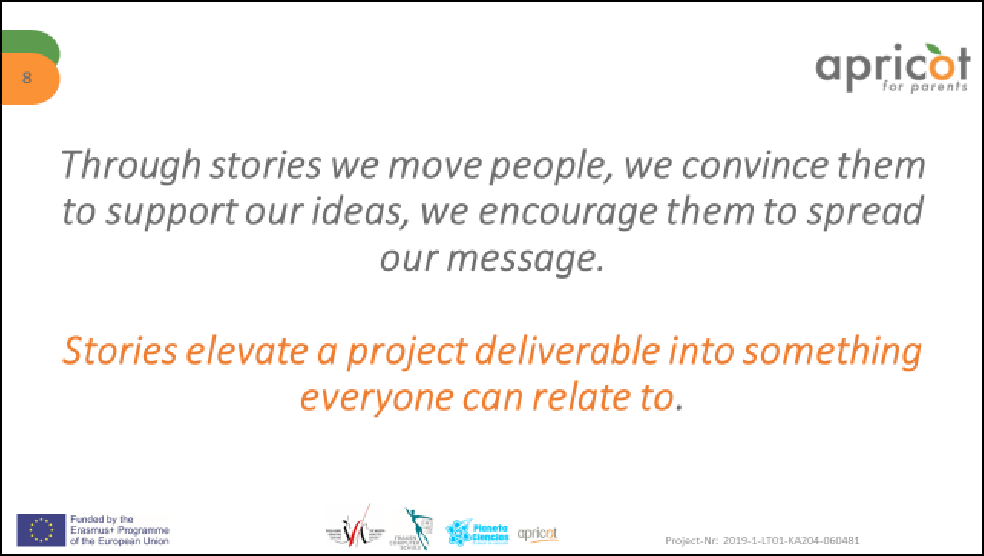 8
apricot
for parents
Through stories we move people, we convince them
to support our ideas, we encourage them to spread
our message.
Stories elevate a project deliverable into something
everyone can relate to.
Funded by the
Erasmus+ Programme
of the European Union
Planeta
Ciencias
apricot
Project-Nr: 2019-1-LT01-KA204-060481